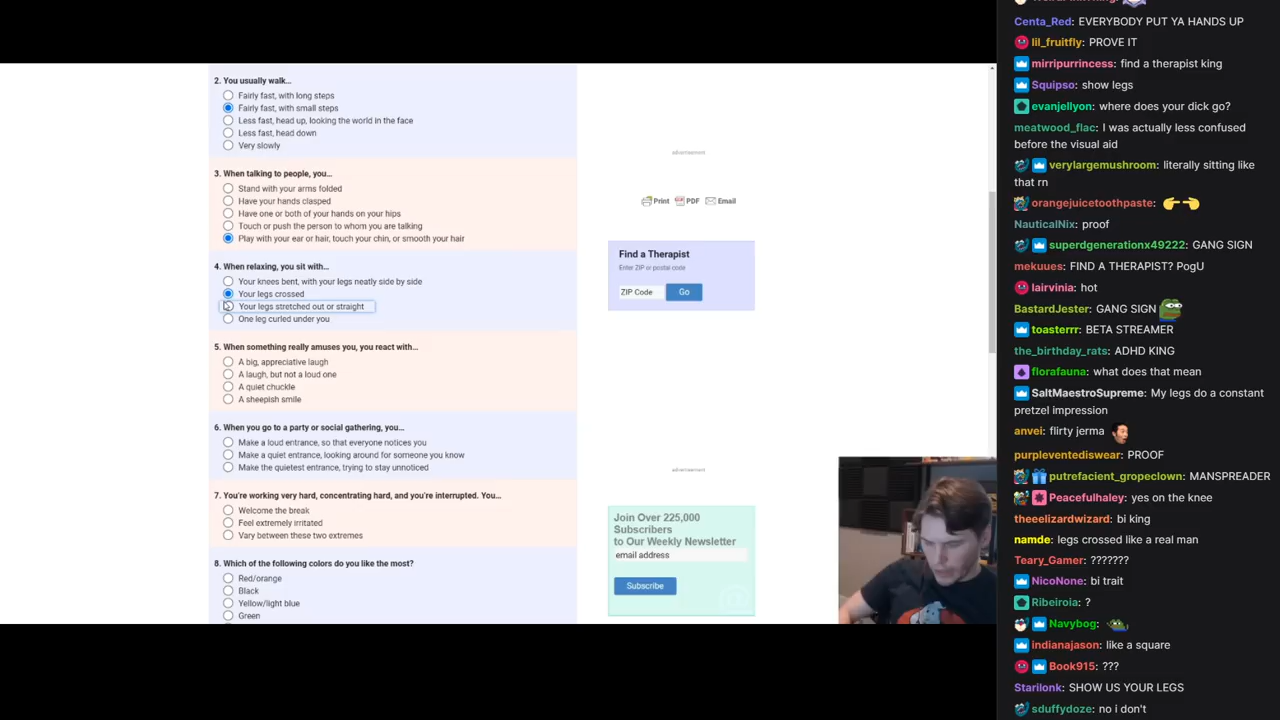 2. You usually walk...
Fairly fast, with long steps
Fairly fast, with small steps
Less fast, head up, looking the world in the face
Less fast, head down
Very slowly
3. When talking to people, you...
Stand with your arms folded
Have your hands clasped
Have one or both of your hands on your hips
Touch or push the person to whom you are talking
Play with your ear or hair, touch your chin, or smooth your hair
4. When relaxing, you sit with...
Your knees bent, with your legs neatly side by side
Your legs crossed
Your legs stretched out or straight
One leg curled under you
5. When something really amuses you, you react with...
A big, appreciative laugh
A laugh, but not a loud one
A quiet chuckle
A sheepish smile
6. When you go to a party or social gathering, you...
Make a loud entrance, so that everyone notices you
Make a quiet entrance, looking around for someone you know
Make the quietest entrance, trying to stay unnoticed
7. You're working very hard, concentrating hard, and you're interrupted. You...
Welcome the break
Feel extremely irritated
Vary between these two extremes
8. Which of the following colors do you like the most?
Red/orange
Black
Yellow/light blue
Green
advertisement
Print PDF Email
Find a Therapist
Enter ZIP or postal code
ZIP Code Go
advertisement
Join Over 225,000
Subscribers
to Our Weekly Newsletter
email address
Subscribe
Centa_Red: EVERYBODY PUT YA HANDS UP
lil_fruitfly: PROVE IT
mirripurrincess: find a therapist king
Squipso: show legs
evanjellyon: where does your dick go?
meatwood_flac: I was actually less confused
before the visual aid
verylargemushroom: literally sitting like
that rn
orangejuicetoothpaste:
NauticalNix: proof
superdgenerationx49222: GANG SIGN
mekuues: FIND A THERAPIST? PogU
lairvinia: hot
BastardJester: GANG SIGN
toasterrr: BETA STREAMER
the_birthday_rats: ADHD KING
florafauna: what does that mean
SaltMaestroSupreme: My legs do a constant
pretzel impression
anvei: flirty jerma
purpleventediswear: PROOF
putrefacient_gropeclown: MANSPREADER
Peacefulhaley: yes on the knee
theeelizardwizard: bi king
namde: legs crossed like a real man
Teary_Gamer: ???????
NicoNone: bi trait
Ribeiroia: ?
Navybog:
indianajason: like a square
Book915: ???
Starilonk: SHOW US YOUR LEGS
sduffydoze: no i don't